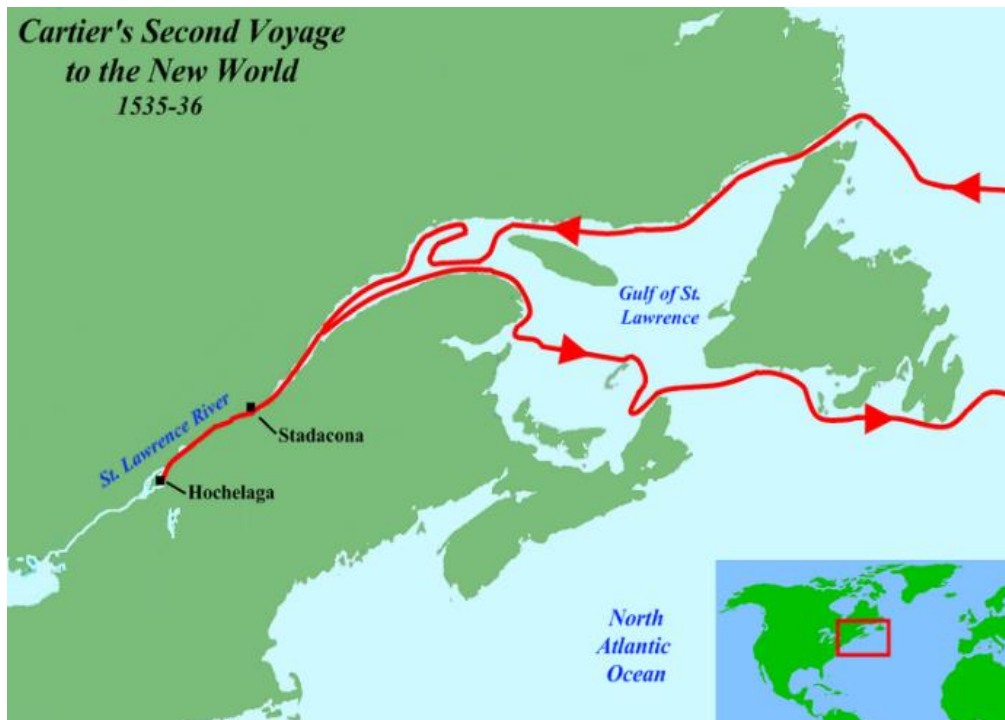 Cartier's Second Voyage
to the New World
1535-36
Gulf of St.
Lawrence
St. Lawrence River
Stadacona
Hochelaga
North
Atlantic
Ocean